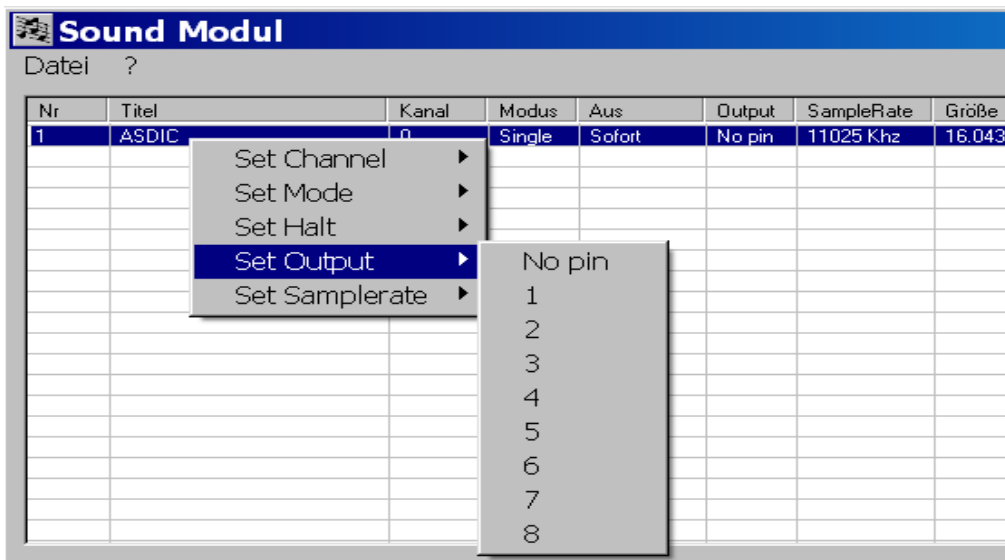 Sound Modul
Datei ?
Nr Titel Kanal Modus Aus Output SampleRate Größe
1 ASDIC 0 Single Sofort No pin 11025 Khz 16.043
Set Channel
Set Mode
Set Halt
Set Output
Set Samplerate
No pin
1
2
3
4
5
6
7
8